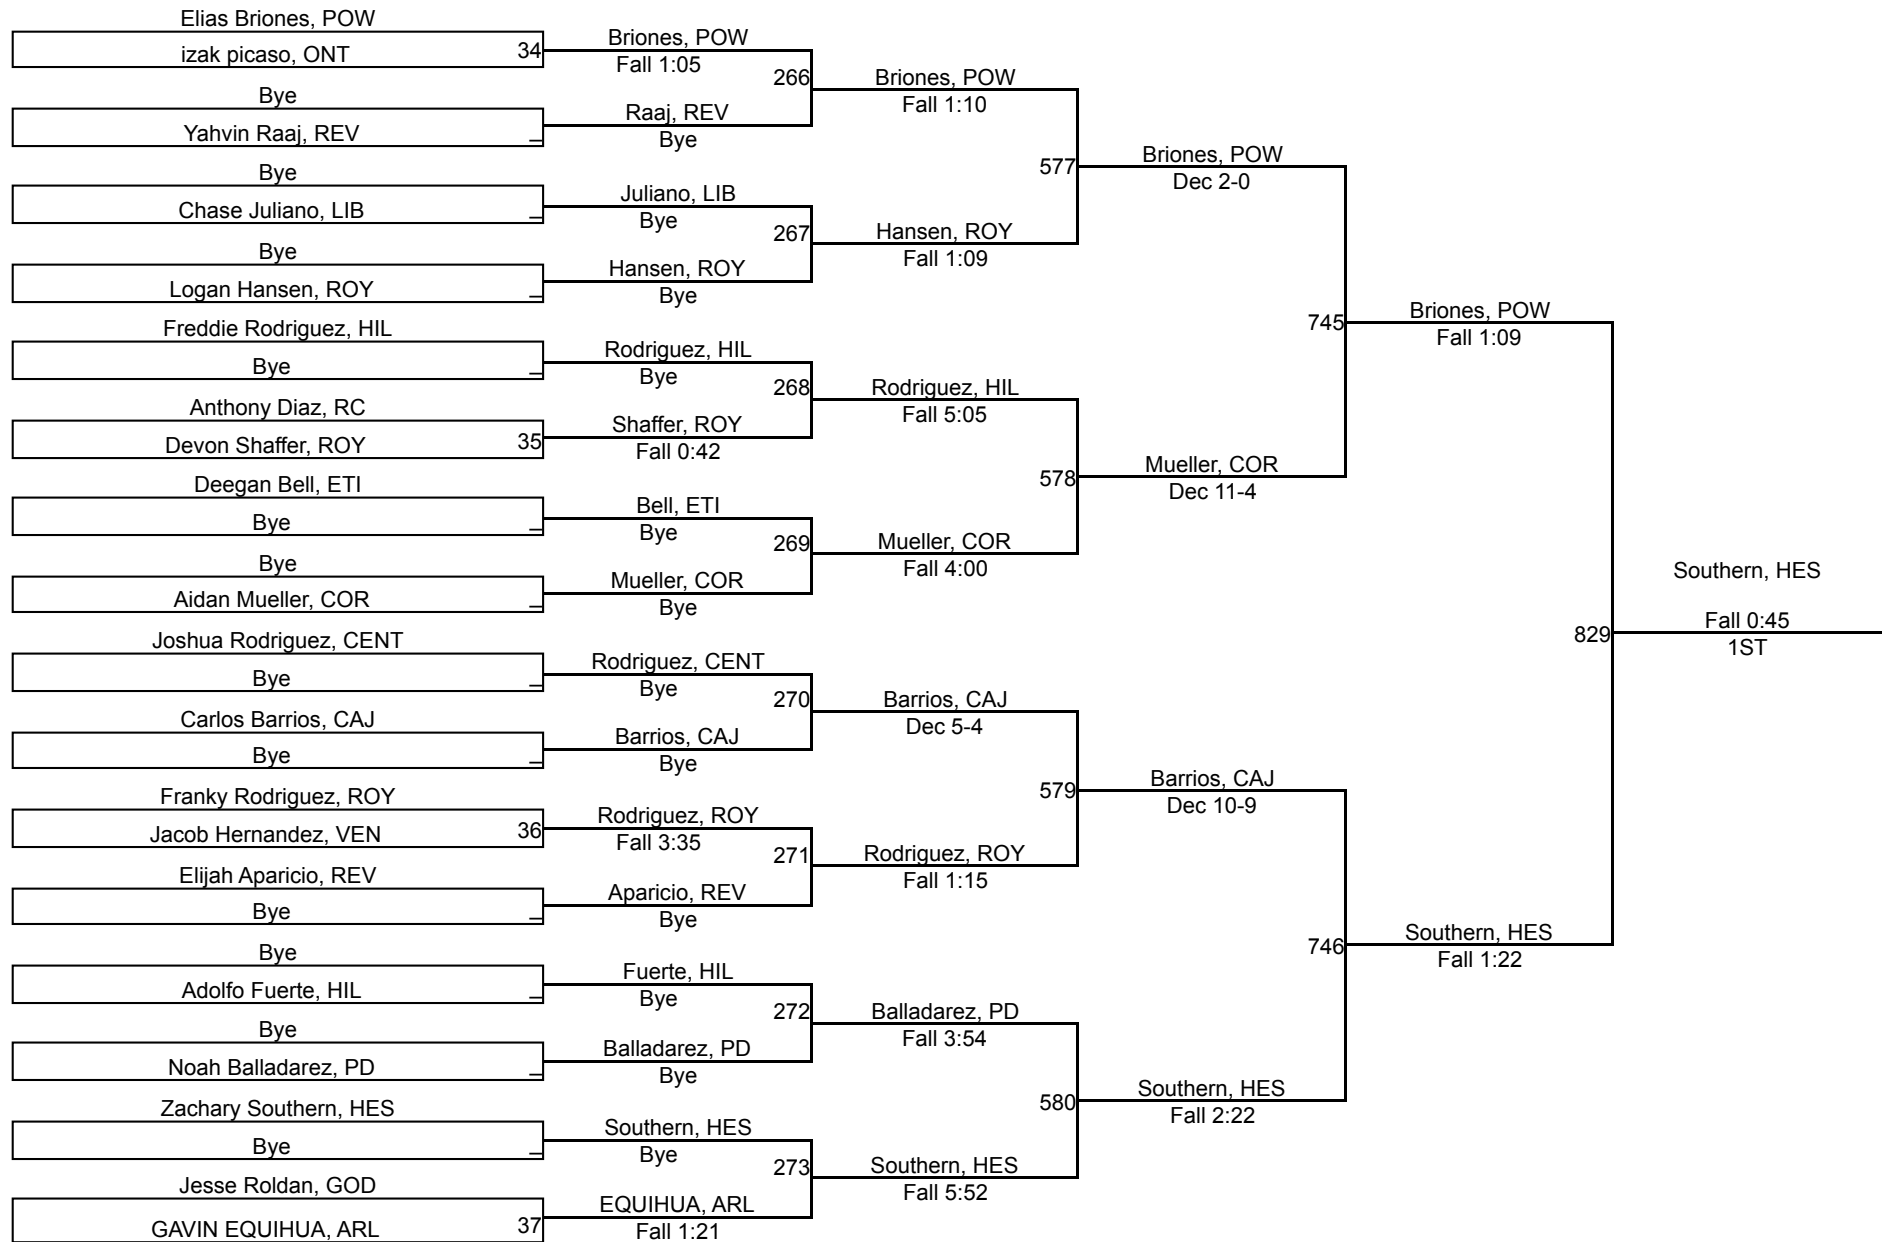 Elias Briones, POW
izak picaso, ONT 34
Bye
Yahvin Raaj, REV _
Bye
Chase Juliano, LIB _
Bye
Logan Hansen, ROY _
Freddie Rodriguez, HIL
Bye _
Anthony Diaz, RC
Devon Shaffer, ROY 35
Deegan Bell, ETI
Bye _
Bye
Aidan Mueller, COR _
Joshua Rodriguez, CENT
Bye _
Carlos Barrios, CAJ
Bye _
Franky Rodriguez, ROY
Jacob Hernandez, VEN 36
Elijah Aparicio, REV
Bye _
Bye
Adolfo Fuerte, HIL _
Bye
Noah Balladarez, PD _
Zachary Southern, HES
Bye _
Jesse Roldan, GOD
GAVIN EQUIHUA, ARL 37
Briones, POW
Fall 1:05
266
Raaj, REV
Bye
Juliano, LIB
Bye
267
Hansen, ROY
Bye
Rodriguez, HIL
Bye
268
Shaffer, ROY
Fall 0:42
Bell, ETI
Bye
269
Mueller, COR
Bye
Rodriguez, CENT
Bye
270
Barrios, CAJ
Bye
Rodriguez, ROY
Fall 3:35
271
Aparicio, REV
Bye
Fuerte, HIL
Bye
272
Balladarez, PD
Bye
Southern, HES
Bye
273
EQUIHUA, ARL
Fall 1:21
Briones, POW
Fall 1:10
577
Hansen, ROY
Fall 1:09
Rodriguez, HIL
Fall 5:05
578
Mueller, COR
Fall 4:00
Barrios, CAJ
Dec 5-4
579
Rodriguez, ROY
Fall 1:15
Balladarez, PD
Fall 3:54
580
Southern, HES
Fall 5:52
Briones, POW
Dec 2-0
745
Mueller, COR
Dec 11-4
Barrios, CAJ
Dec 10-9
746
Southern, HES
Fall 2:22
Briones, POW
Fall 1:09
829
Southern, HES
Fall 1:22
Southern, HES
Fall 0:45
1ST